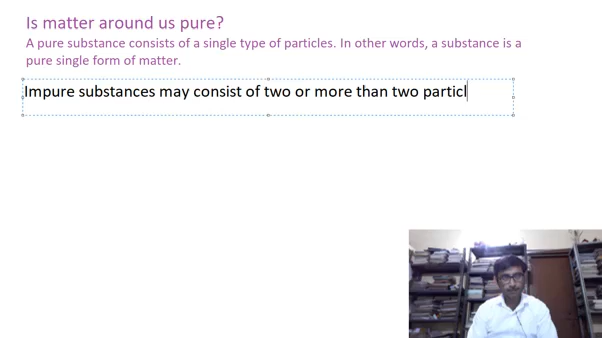 Is matter around us pure?
A pure substance consists of a single type of particles. In other words, a substance is a
pure single form of matter.
Impure substances may consist of two or more than two particl